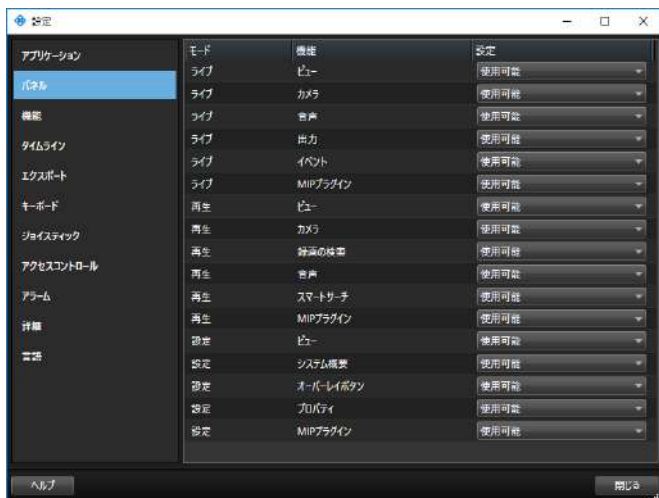 設定
アプリケーション
パネル
機能
タイムライン
エクスポート
キーボード
ジョイスティック
アクセスコントロール
アラーム
詳細
言語
モード 機能 設定
ライブ ビュー 使用可能
ライブ カメラ 使用可能
ライブ 音声 使用可能
ライブ 出力 使用可能
ライブ イベント 使用可能
ライブ MIPプラグイン 使用可能
再生 ビュー 使用可能
再生 カメラ 使用可能
再生 録画の検索 使用可能
再生 音声 使用可能
再生 スマートサーチ 使用可能
再生 MIPプラグイン 使用可能
設定 ビュー 使用可能
設定 システム概要 使用可能
設定 オーバーレイボタン 使用可能
設定 プロパティ 使用可能
設定 MIPプラグイン 使用可能
ヘルプ 閉じる